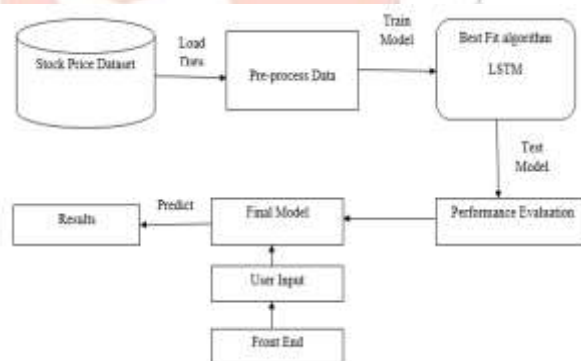 Stock Price Dataset
Load
Data
Pre-process Data
Train
Model
Best Fit algorithm
LSTM
Test
Model
Performance Evaluation
Final Model
Predict
Results
User Input
Front End